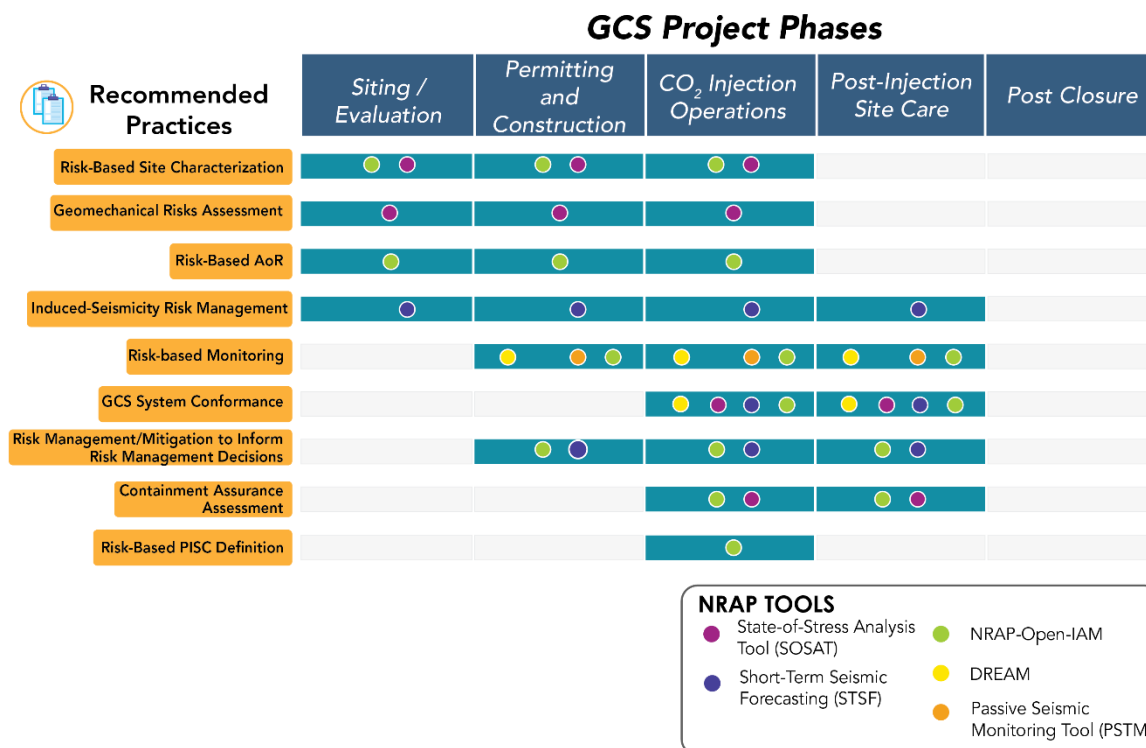 GCS Project Phases
Recommended
Practices
Siting /
Evaluation
Permitting
and
Construction
CO₂ Injection
Operations
Post-Injection
Site Care
Post Closure
Risk-Based Site Characterization
Geomechanical Risks Assessment
Risk-Based AoR
Induced-Seismicity Risk Management
Risk-based Monitoring
GCS System Conformance
Risk Management/Mitigation to Inform
Risk Management Decisions
Containment Assurance
Assessment
Risk-Based PISC Definition
NRAP TOOLS
State-of-Stress Analysis
Tool (SOSAT)
Short-Term Seismic
Forecasting (STSF)
NRAP-Open-IAM
DREAM
Passive Seismic
Monitoring Tool (PSTM